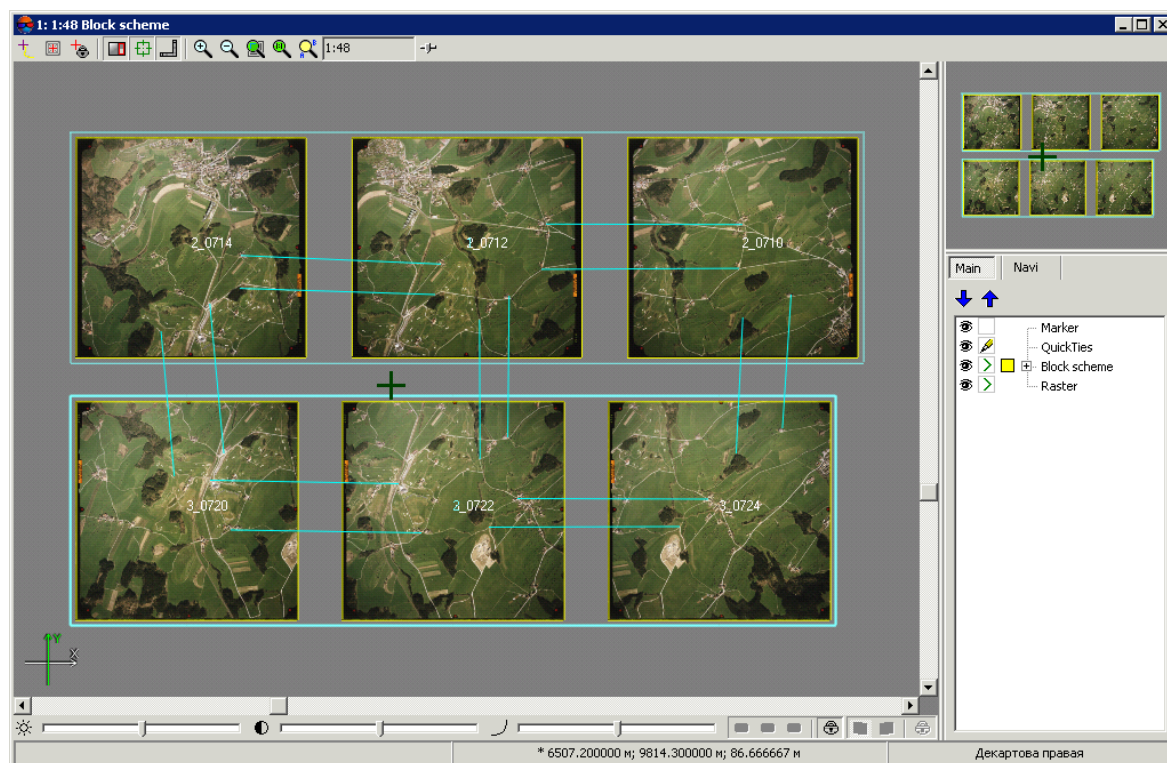 1: 1:48 Block scheme
1:48
2_0714
2_0712
2_0710
3_0720
3_0722
3_0724
Y
X
Main
Navi
Marker
QuickTies
Block scheme
Raster
* 6507.200000 м; 9814.300000 м; 86.666667 м
Декартова правая